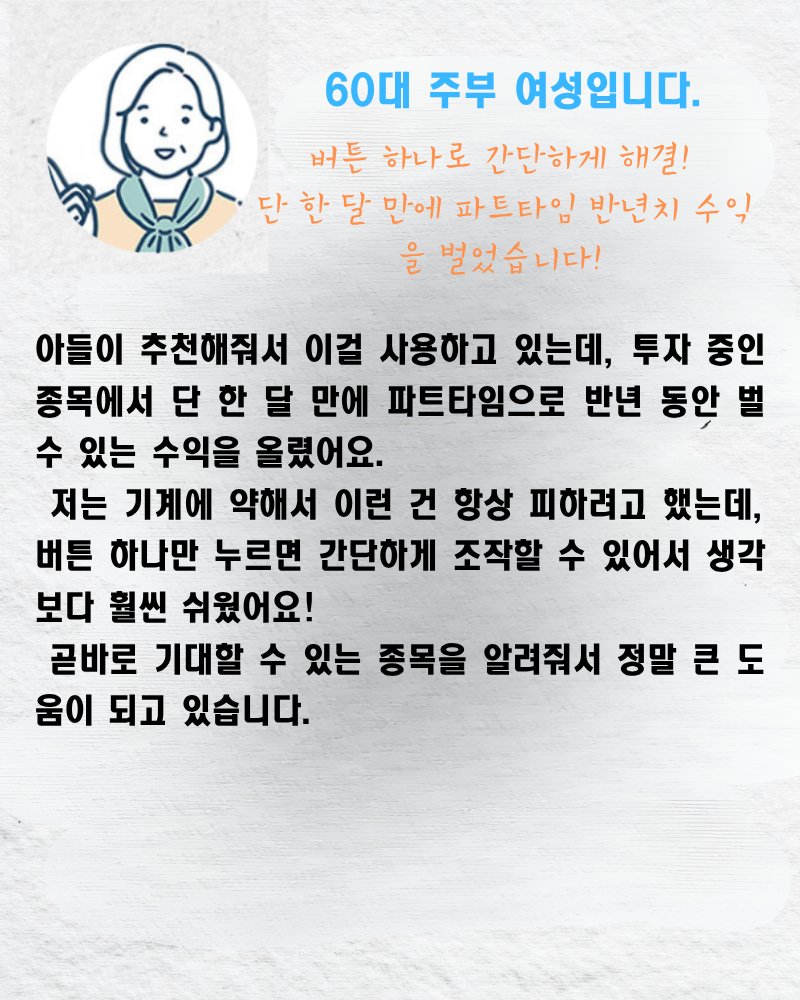 60대 주부 여성입니다.
버튼 하나로 간단하게 해결!
단 한 달 만에 파트타임 반년치 수익
을 벌었습니다!
아들이 추천해줘서 이걸 사용하고 있는데, 투자 중인
종목에서 단 한 달 만에 파트타임으로 반년 동안 벌
수 있는 수익을 올렸어요.
저는 기계에 약해서 이런 건 항상 피하려고 했는데,
버튼 하나만 누르면 간단하게 조작할 수 있어서 생각
보다 훨씬 쉬웠어요!
곧바로 기대할 수 있는 종목을 알려줘서 정말 큰 도
움이 되고 있습니다.